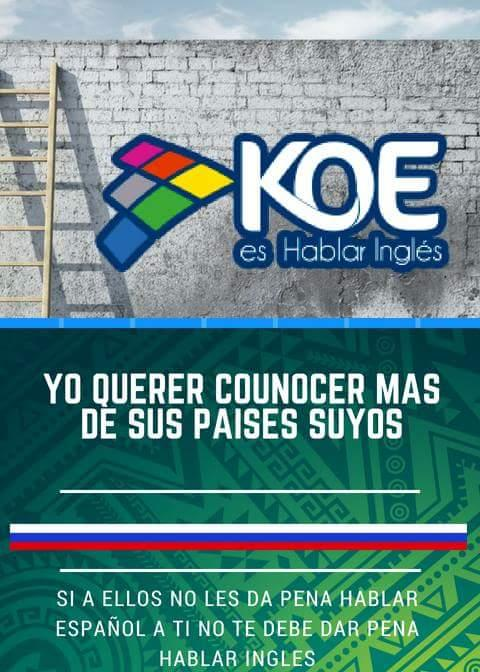 KOE
es Hablar Inglés
YO QUERER COUNOCER MAS
DE SUS PAISES SUYOS
SI A ELLOS NO LES DA PENA HABLAR
ESPAÑOL A TI NO TE DEBE DAR PENA
HABLAR INGLES